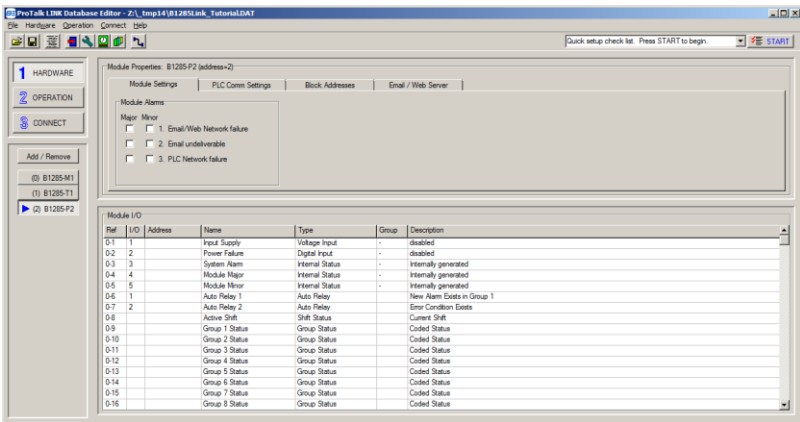 ProTalk LINK Database Editor - Z:\_tmp14\B1285Link_Tutorial.DAT
File Hardware Operation Connect Help
Quick setup check list. Press START to begin. START
1 HARDWARE
2 OPERATION
3 CONNECT
Add / Remove
(0) B1285-M1
(1) B1285-T1
(2) B1285-P2
Module Properties: B1285-P2 (address=2)
Module Settings PLC Comm Settings Block Addresses Email / Web Server
Module Alarms
Major Minor
1. Email/Web Network failure
2. Email undeliverable
3. PLC Network failure
Module I/O
Ref I/O Address Name Type Group Description
0-1 1 Input Supply Voltage Input - disabled
0-2 2 Power Failure Digital Input - disabled
0-3 3 System Alarm Internal Status - Internally generated
0-4 4 Module Major Internal Status - Internally generated
0-5 5 Module Minor Internal Status - Internally generated
0-6 1 Auto Relay 1 Auto Relay New Alarm Exists in Group 1
0-7 2 Auto Relay 2 Auto Relay Error Condition Exists
0-8 Active Shift Shift Status Current Shift
0-9 Group 1 Status Group Status Coded Status
0-10 Group 2 Status Group Status Coded Status
0-11 Group 3 Status Group Status Coded Status
0-12 Group 4 Status Group Status Coded Status
0-13 Group 5 Status Group Status Coded Status
0-14 Group 6 Status Group Status Coded Status
0-15 Group 7 Status Group Status Coded Status
0-16 Group 8 Status Group Status Coded Status